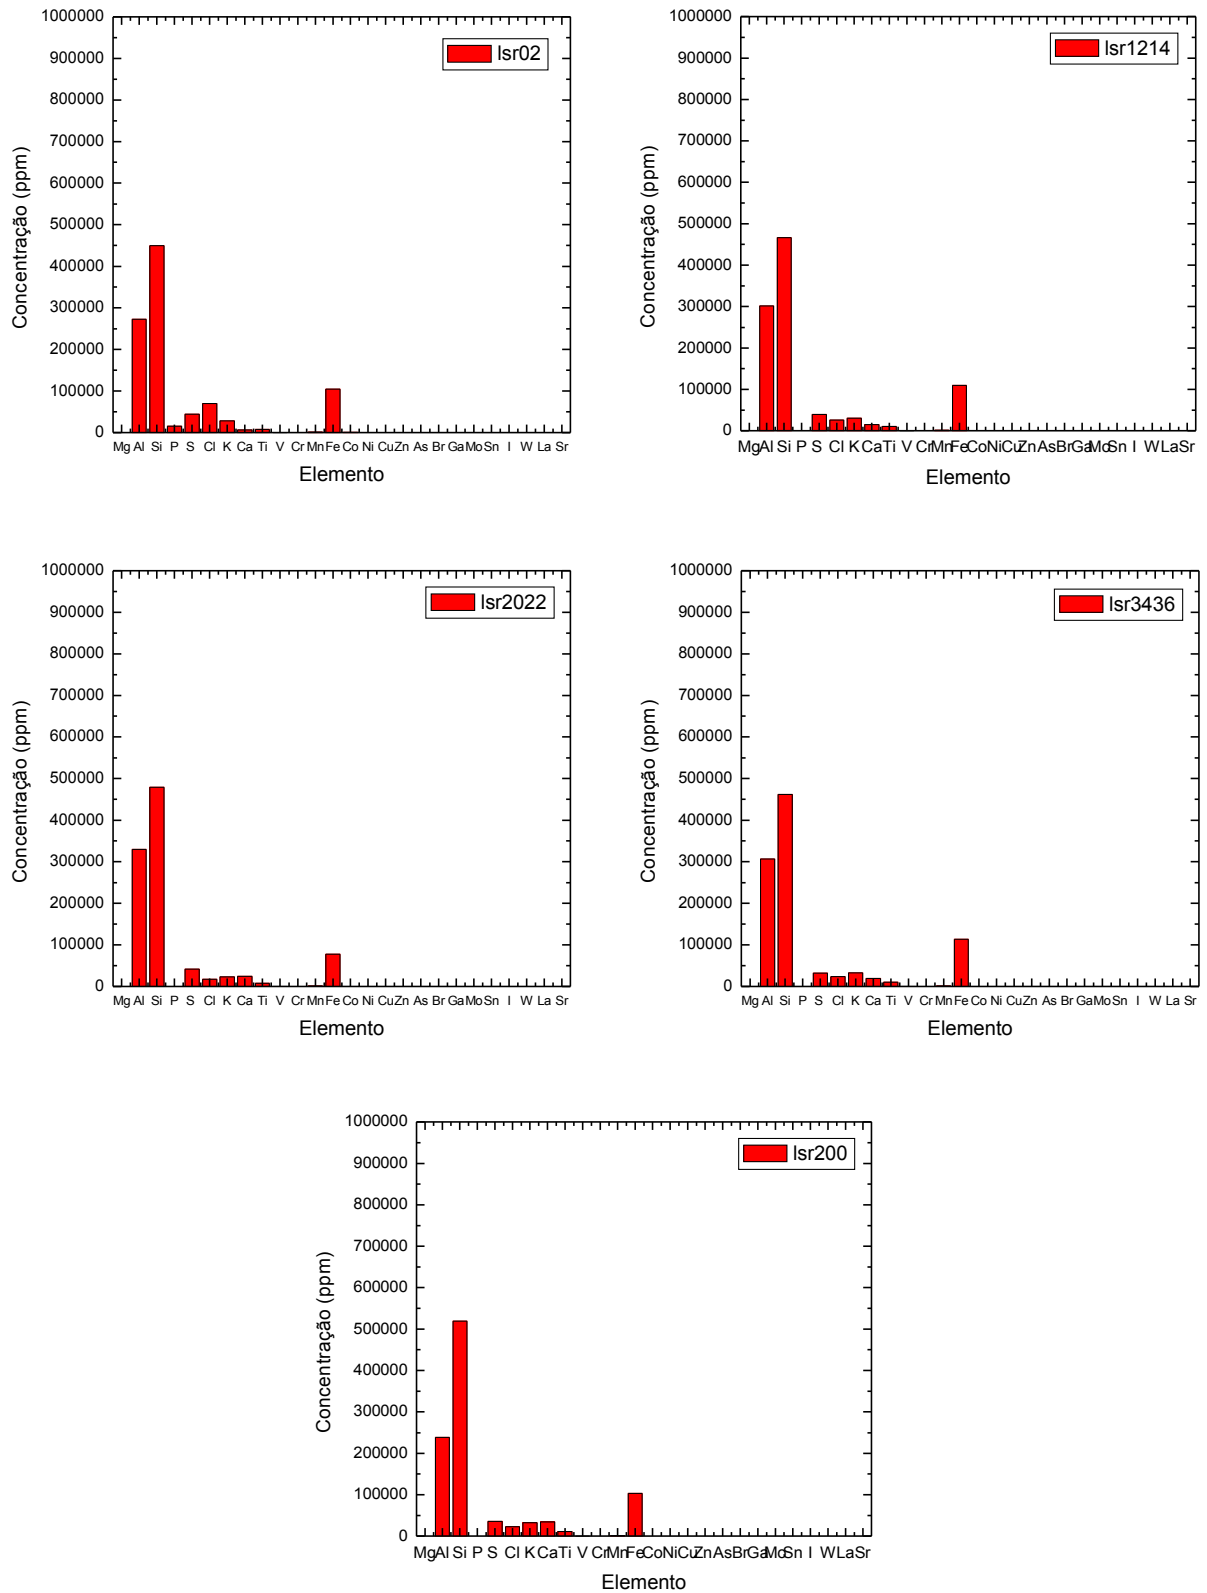 1000000
900000
800000
700000
600000
500000
400000
300000
200000
100000
0
Concentração (ppm)
lsr02
Mg Al Si P S Cl K Ca Ti V Cr Mn Fe Co Ni Cu Zn As Br Ga Mo Sn I W La Sr
Elemento
1000000
900000
800000
700000
600000
500000
400000
300000
200000
100000
0
Concentração (ppm)
lsr1214
Mg Al Si P S Cl K Ca Ti V Cr Mn Fe Co Ni Cu Zn As Br Ga Mo Sn I W La Sr
Elemento
1000000
900000
800000
700000
600000
500000
400000
300000
200000
100000
0
Concentração (ppm)
lsr2022
Mg Al Si P S Cl K Ca Ti V Cr Mn Fe Co Ni Cu Zn As Br Ga Mo Sn I W La Sr
Elemento
1000000
900000
800000
700000
600000
500000
400000
300000
200000
100000
0
Concentração (ppm)
lsr3436
Mg Al Si P S Cl K Ca Ti V Cr Mn Fe Co Ni Cu Zn As Br Ga Mo Sn I W La Sr
Elemento
1000000
900000
800000
700000
600000
500000
400000
300000
200000
100000
0
Concentração (ppm)
lsr200
Mg Al Si P S Cl K Ca Ti V Cr Mn Fe Co Ni Cu Zn As Br Ga Mo Sn I W La Sr
Elemento